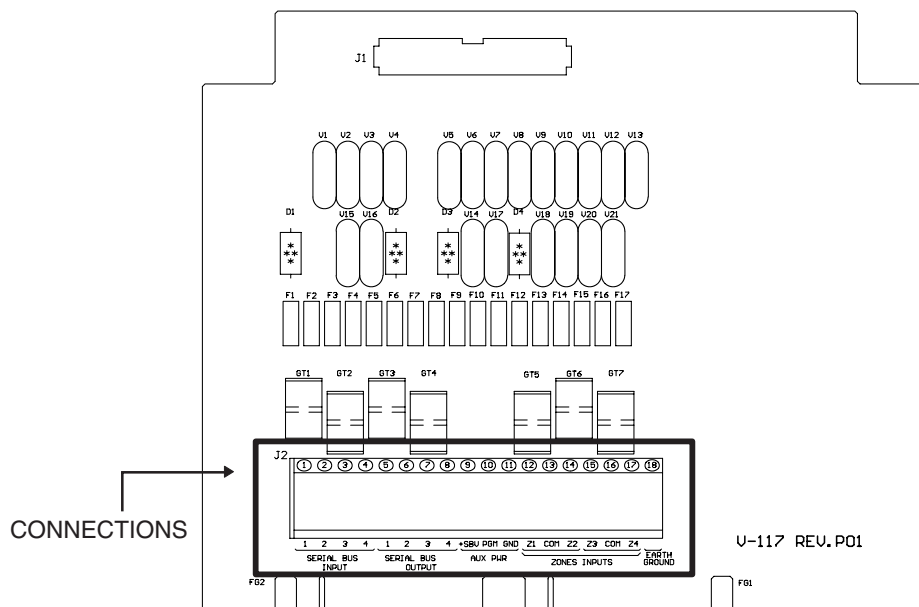 J1
V1 V2 V3 V4 V5 V6 V7 V8 V9 V10 V11 V12 V13
D1 V15 V16 D2 D3 V14 V17 D4 V18 V19 V20 V21
***
*
***
*
***
*
***
*
F1 F2 F3 F4 F5 F6 F7 F8 F9 F10 F11 F12 F13 F14 F15 F16 F17
GT1 GT2 GT3 GT4 GT5 GT6 GT7
J2
1 2 3 4 5 6 7 8 9 10 11 12 13 14 15 16 17 18
CONNECTIONS
1 2 3 4 1 2 3 4 +SBV PGM GND Z1 COM Z2 Z3 COM Z4
SERIAL BUS INPUT
SERIAL BUS OUTPUT
AUX PWR
ZONES INPUTS
EARTH GROUND
V-117 REV.P01
FG2 FG1